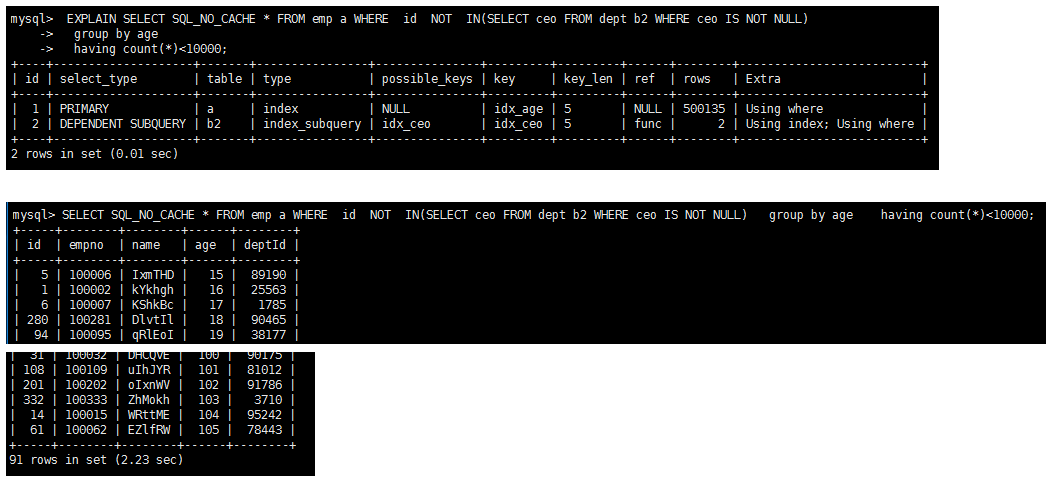 mysql>  EXPLAIN SELECT SQL_NO_CACHE * FROM emp a WHERE  id  NOT  IN(SELECT ceo FROM dept b2 WHERE ceo IS NOT NULL)
    ->   group by age
    ->   having count(*)<10000;
+----+--------------------+-------+----------------+---------------+---------+---------+------+--------+--------------------------+
| id | select_type        | table | type           | possible_keys | key     | key_len | ref  | rows   | Extra                    |
+----+--------------------+-------+----------------+---------------+---------+---------+------+--------+--------------------------+
|  1 | PRIMARY            | a     | index          | NULL          | idx_age | 5       | NULL | 500135 | Using where              |
|  2 | DEPENDENT SUBQUERY | b2    | index_subquery | idx_ceo       | idx_ceo | 5       | func |      2 | Using index; Using where |
+----+--------------------+-------+----------------+---------------+---------+---------+------+--------+--------------------------+
2 rows in set (0.01 sec)
mysql> SELECT SQL_NO_CACHE * FROM emp a WHERE  id  NOT  IN(SELECT ceo FROM dept b2 WHERE ceo IS NOT NULL)   group by age    having count(*)<10000;
+-----+--------+--------+------+--------+
| id  | empno  | name   | age  | deptId |
+-----+--------+--------+------+--------+
|   5 | 100006 | IxmTHD |   15 |  89190 |
|   1 | 100002 | kYkhgh |   16 |  25563 |
|   6 | 100007 | KShkBc |   17 |   1785 |
| 280 | 100281 | DlvtIl |   18 |  90465 |
|  94 | 100095 | qRlEoI |   19 |  38177 |
|  31 | 100032 | DHCQVE |  100 |  90175 |
| 108 | 100109 | uIhJYR |  101 |  81012 |
| 201 | 100202 | oIxnWV |  102 |  91786 |
| 332 | 100333 | ZhMokh |  103 |   3710 |
|  14 | 100015 | WRttME |  104 |  95242 |
|  61 | 100062 | EZlfRW |  105 |  78443 |
+-----+--------+--------+------+--------+
91 rows in set (2.23 sec)